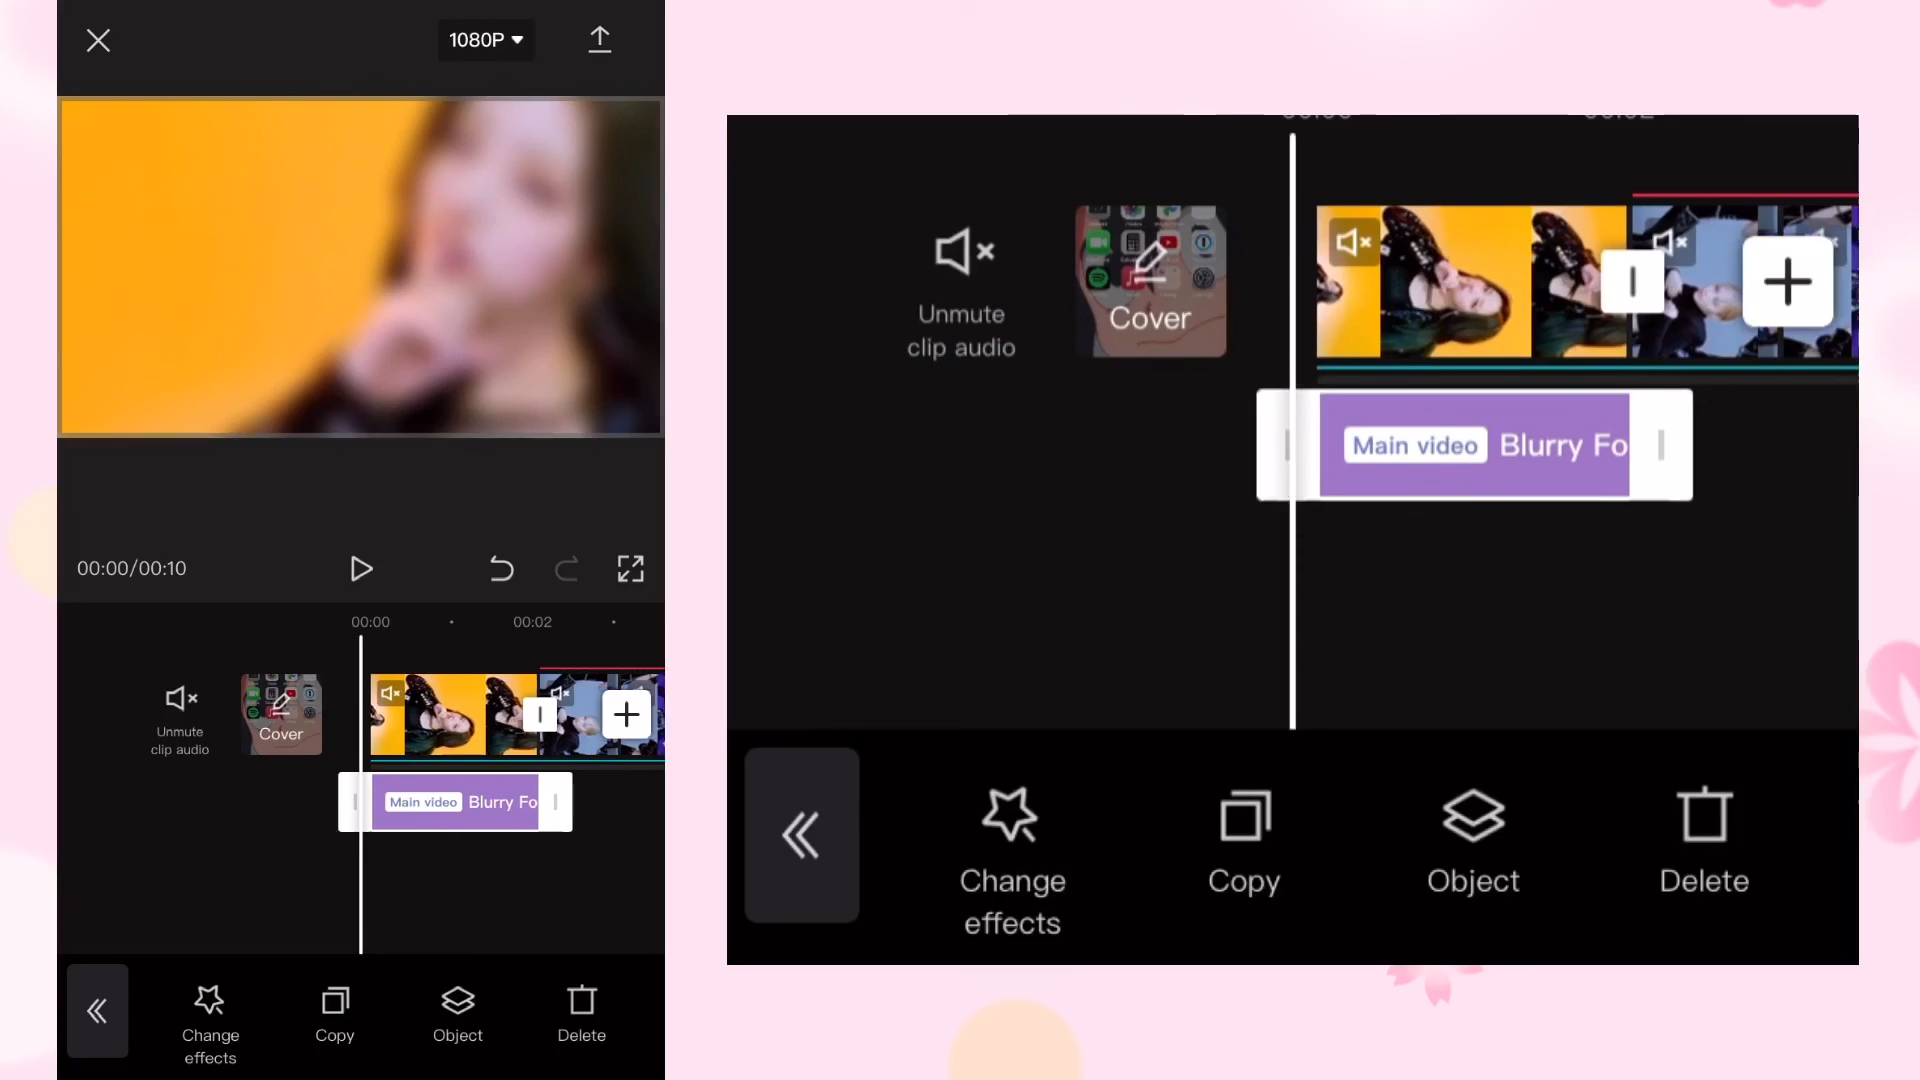 1080P
00:00/00:10
00:00
00:02
Unmute
clip audio
Cover
Main video Blurry Fo
Change
effects
Copy
Object
Delete
Unmute
clip audio
Cover
Main video Blurry Fo
Change
effects
Copy
Object
Delete